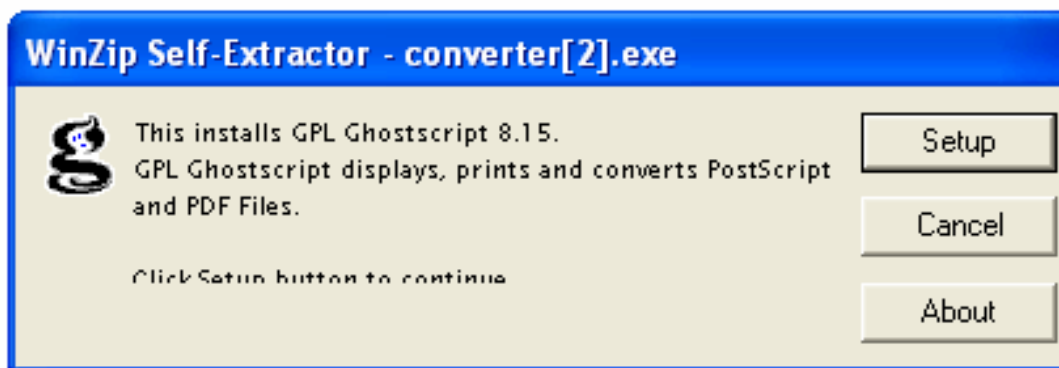 WinZip Self-Extractor - converter[2].exe
This installs GPL Ghostscript 8.15.
GPL Ghostscript displays, prints and converts PostScript
and PDF Files.
Click Setup button to continue
Setup
Cancel
About